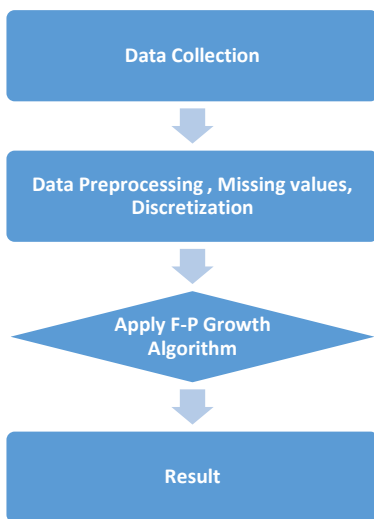 Data Collection
Data Preprocessing , Missing values,
Discretization
Apply F-P Growth
Algorithm
Result